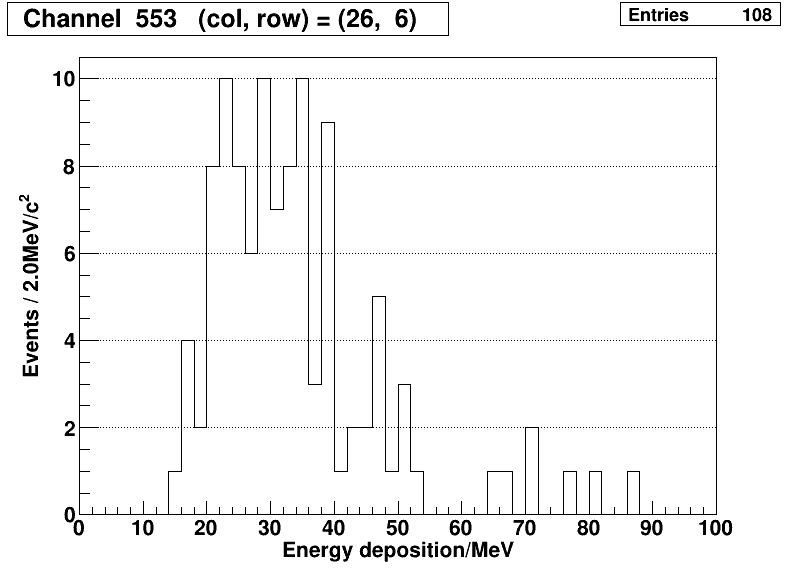 Channel 553 (col, row) = (26, 6)
Entries 108
Events / 2.0MeV/c²
10
8
6
4
2
0
0 10 20 30 40 50 60 70 80 90 100
Energy deposition/MeV